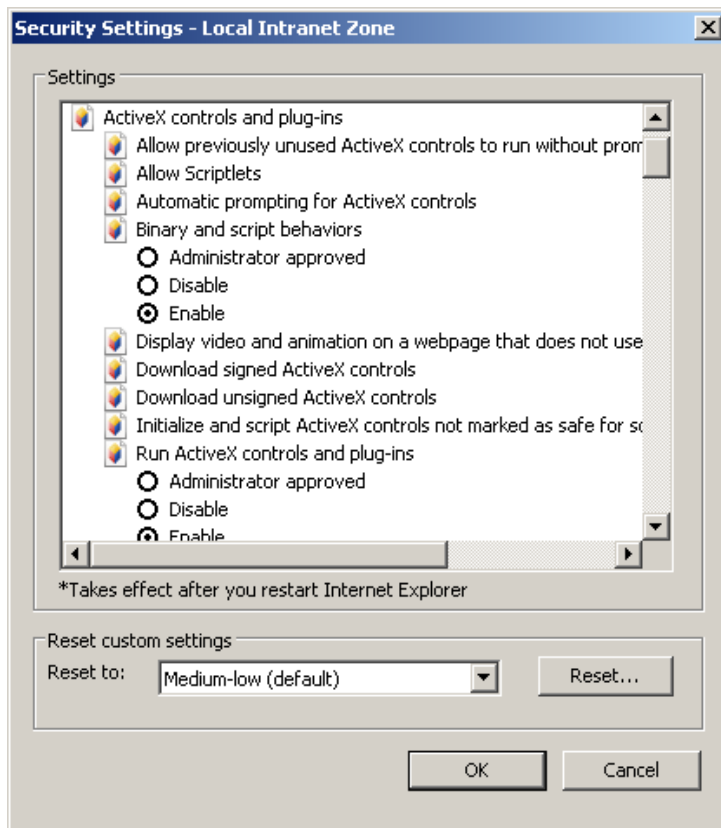 Security Settings - Local Intranet Zone
Settings
ActiveX controls and plug-ins
Allow previously unused ActiveX controls to run without prom
Allow Scriptlets
Automatic prompting for ActiveX controls
Binary and script behaviors
Administrator approved
Disable
Enable
Display video and animation on a webpage that does not use
Download signed ActiveX controls
Download unsigned ActiveX controls
Initialize and script ActiveX controls not marked as safe for sc
Run ActiveX controls and plug-ins
Administrator approved
Disable
Enable
*Takes effect after you restart Internet Explorer
Reset custom settings
Reset to: Medium-low (default) Reset...
OK Cancel